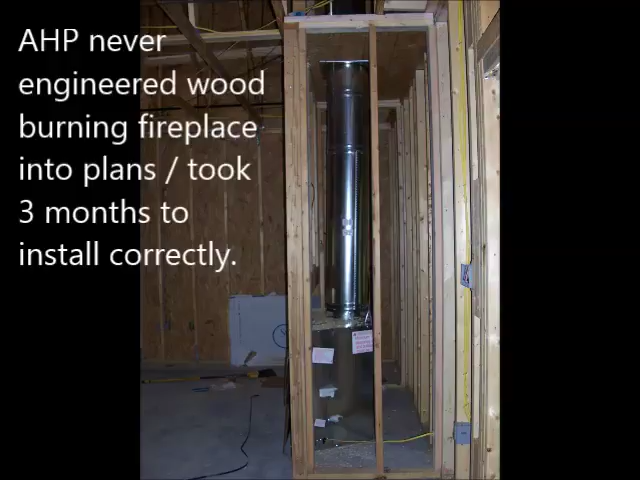 AHP never
engineered wood
burning fireplace
into plans / took
3 months to
install correctly.